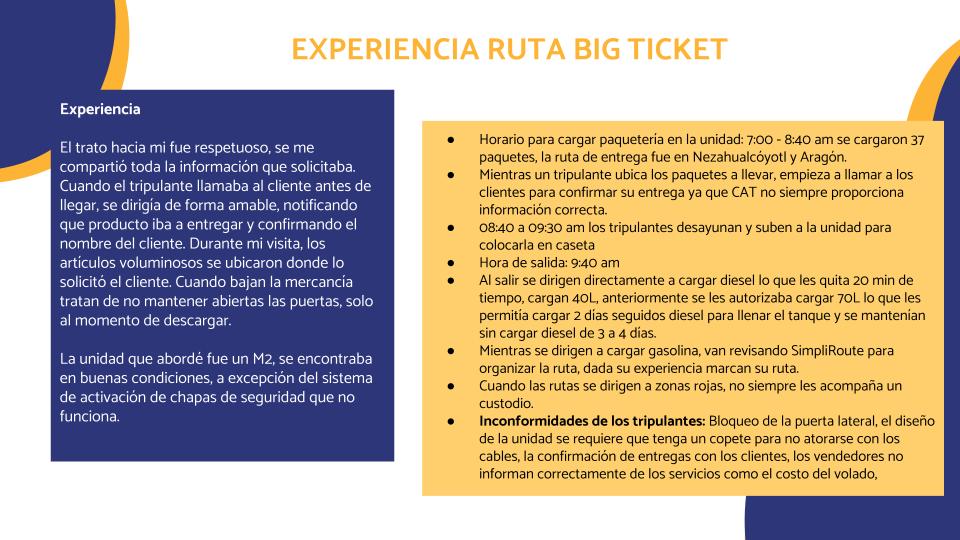 EXPERIENCIA RUTA BIG TICKET
Experiencia
El trato hacia mi fue respetuoso, se me
compartió toda la información que solicitaba.
Cuando el tripulante llamaba al cliente antes de
llegar, se dirigía de forma amable, notificando
que producto iba a entregar y confirmando el
nombre del cliente. Durante mi visita, los
artículos voluminosos se ubicaron donde lo
solicitó el cliente. Cuando bajan la mercancía
tratan de no mantener abiertas las puertas, solo
al momento de descargar.
La unidad que abordé fue un M2, se encontraba
en buenas condiciones, a excepción del sistema
de activación de chapas de seguridad que no
funciona.
● Horario para cargar paquetería en la unidad: 7:00 - 8:40 am se cargaron 37
paquetes, la ruta de entrega fue en Nezahualcóyotl y Aragón.
● Mientras un tripulante ubica los paquetes a llevar, empieza a llamar a los
clientes para confirmar su entrega ya que CAT no siempre proporciona
información correcta.
● 08:40 a 09:30 am los tripulantes desayunan y suben a la unidad para
colocarla en caseta
● Hora de salida: 9:40 am
● Al salir se dirigen directamente a cargar diesel lo que les quita 20 min de
tiempo, cargan 40L, anteriormente se les autorizaba cargar 70L lo que les
permitía cargar 2 días seguidos diesel para llenar el tanque y se mantenían
sin cargar diesel de 3 a 4 días.
● Mientras se dirigen a cargar gasolina, van revisando SimpliRoute para
organizar la ruta, dada su experiencia marcan su ruta.
● Cuando las rutas se dirigen a zonas rojas, no siempre les acompaña un
custodio.
● Inconformidades de los tripulantes: Bloqueo de la puerta lateral, el diseño
de la unidad se requiere que tenga un copete para no atorarse con los
cables, la confirmación de entregas con los clientes, los vendedores no
informan correctamente de los servicios como el costo del volado,